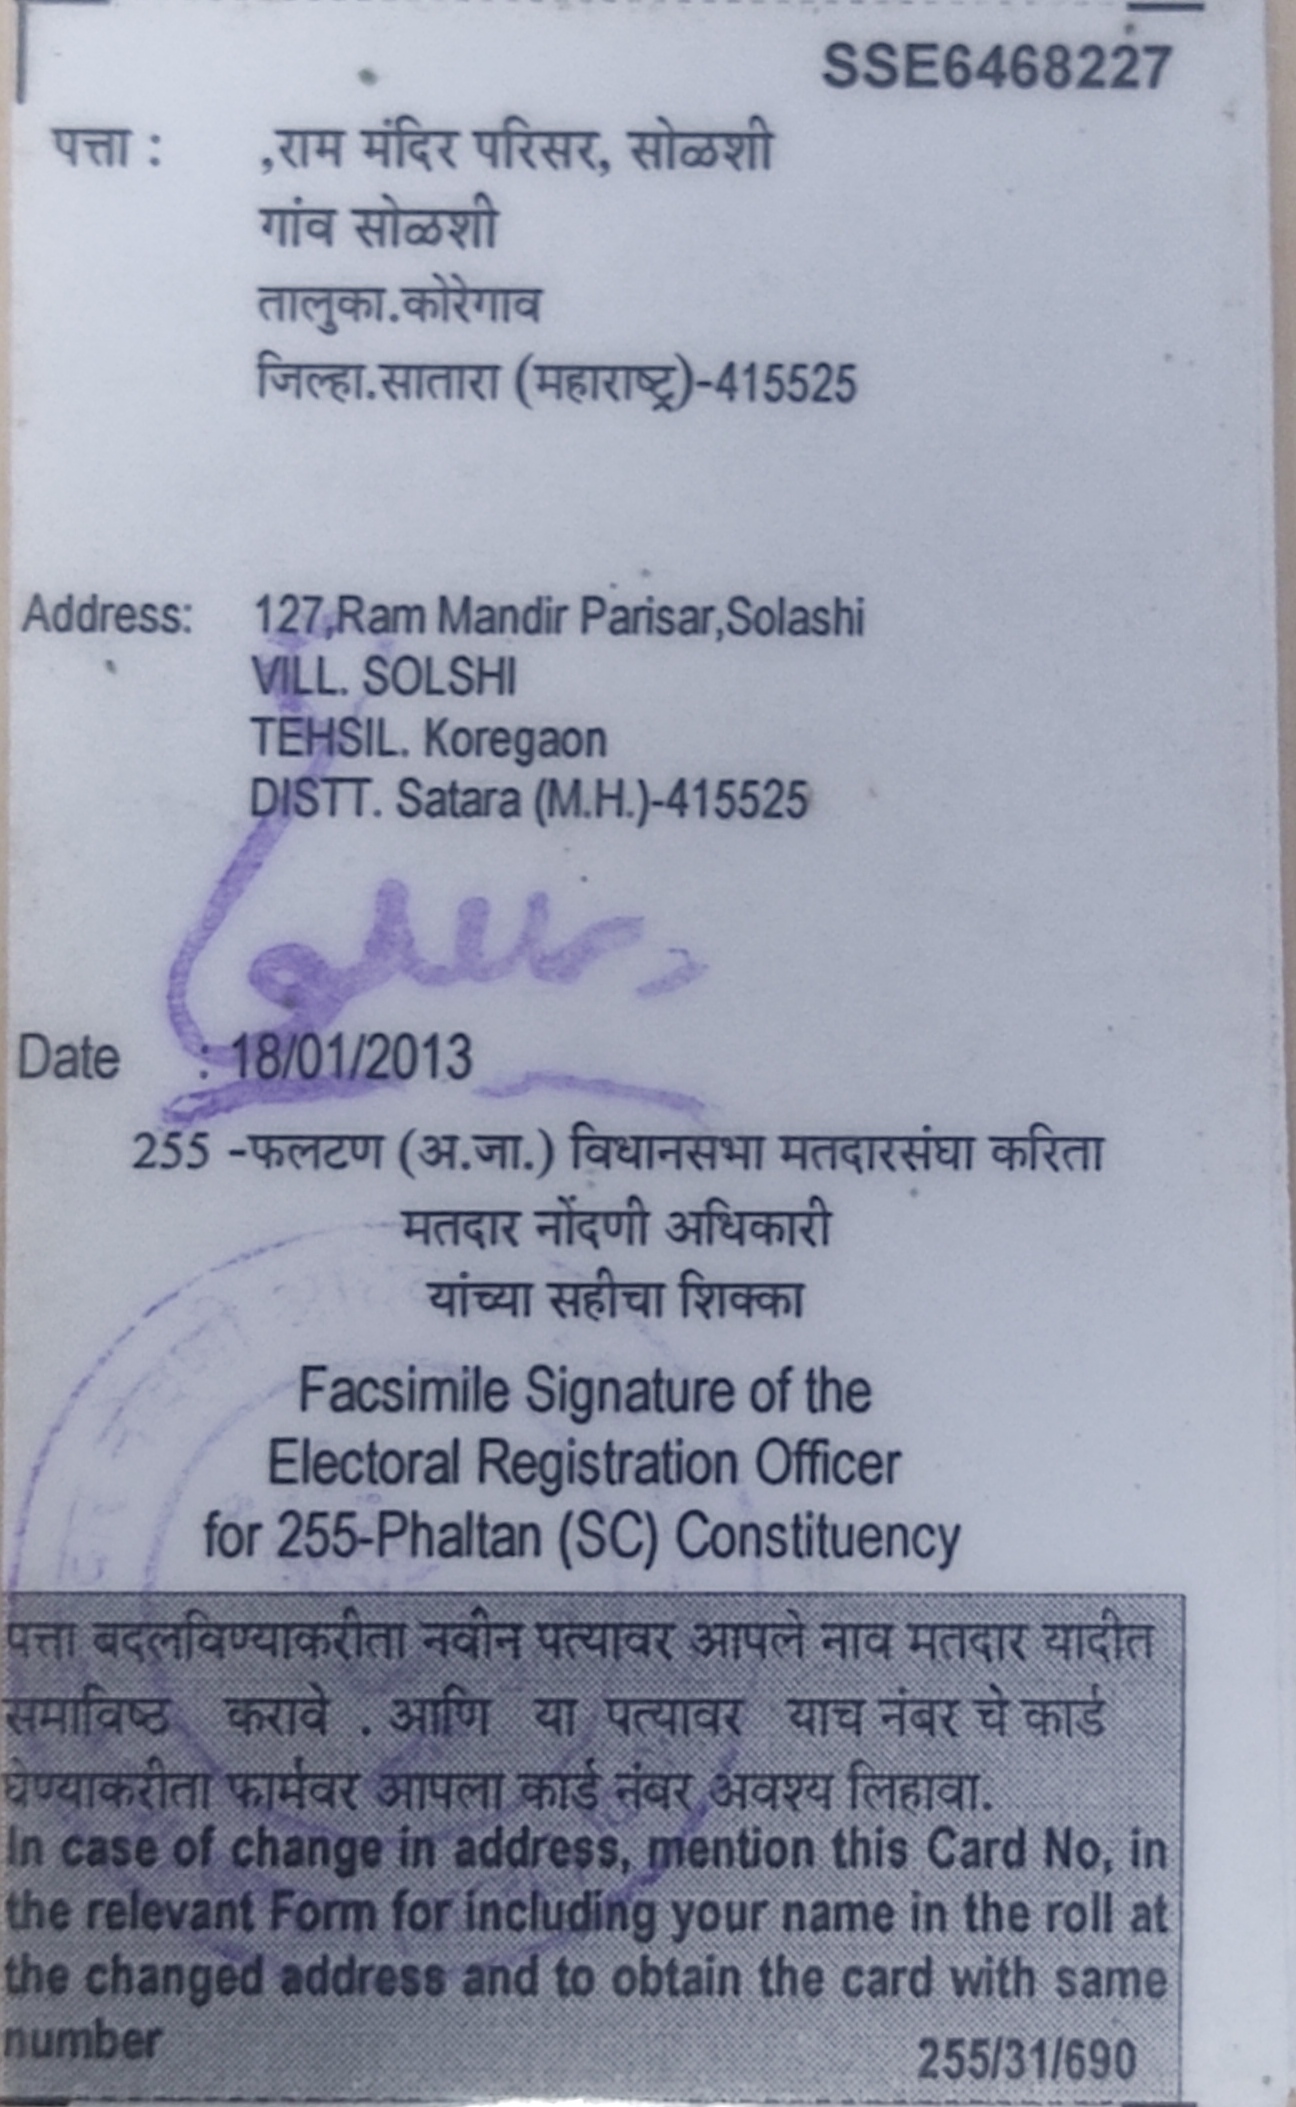 SSE6468227
पत्ता : ,राम मंदिर परिसर, सोळशी
गांव सोळशी
तालुका.कोरेगाव
जिल्हा.सातारा (महाराष्ट्र)-415525
Address: 127,Ram Mandir Parisar,Solashi
VILL. SOLSHI
TEHSIL. Koregaon
DISTT. Satara (M.H.)-415525
Date : 18/01/2013
255 -फलटण (अ.जा.) विधानसभा मतदारसंघा करिता
मतदार नोंदणी अधिकारी
यांच्या सहीचा शिक्का
Facsimile Signature of the
Electoral Registration Officer
for 255-Phaltan (SC) Constituency
पत्ता बदलविण्याकरीता नवीन पत्यावर आपले नाव मतदार यादीत
समाविष्ठ करावे . आणि या पत्यावर याच नंबर चे कार्ड
घेण्याकरीता फार्मवर आपला कार्ड नंबर अवश्य लिहावा.
In case of change in address, mention this Card No, in
the relevant Form for including your name in the roll at
the changed address and to obtain the card with same
number 255/31/690